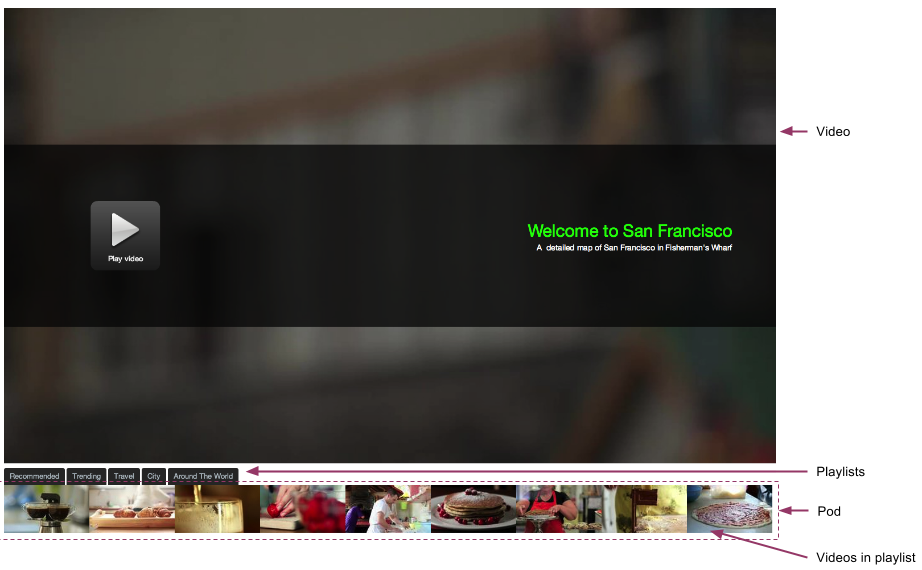 Video
Welcome to San Francisco
A detailed map of San Francisco in Fisherman's Wharf
Play video
Recommended Trending Travel City Around The World
Playlists
Pod
Videos in playlist